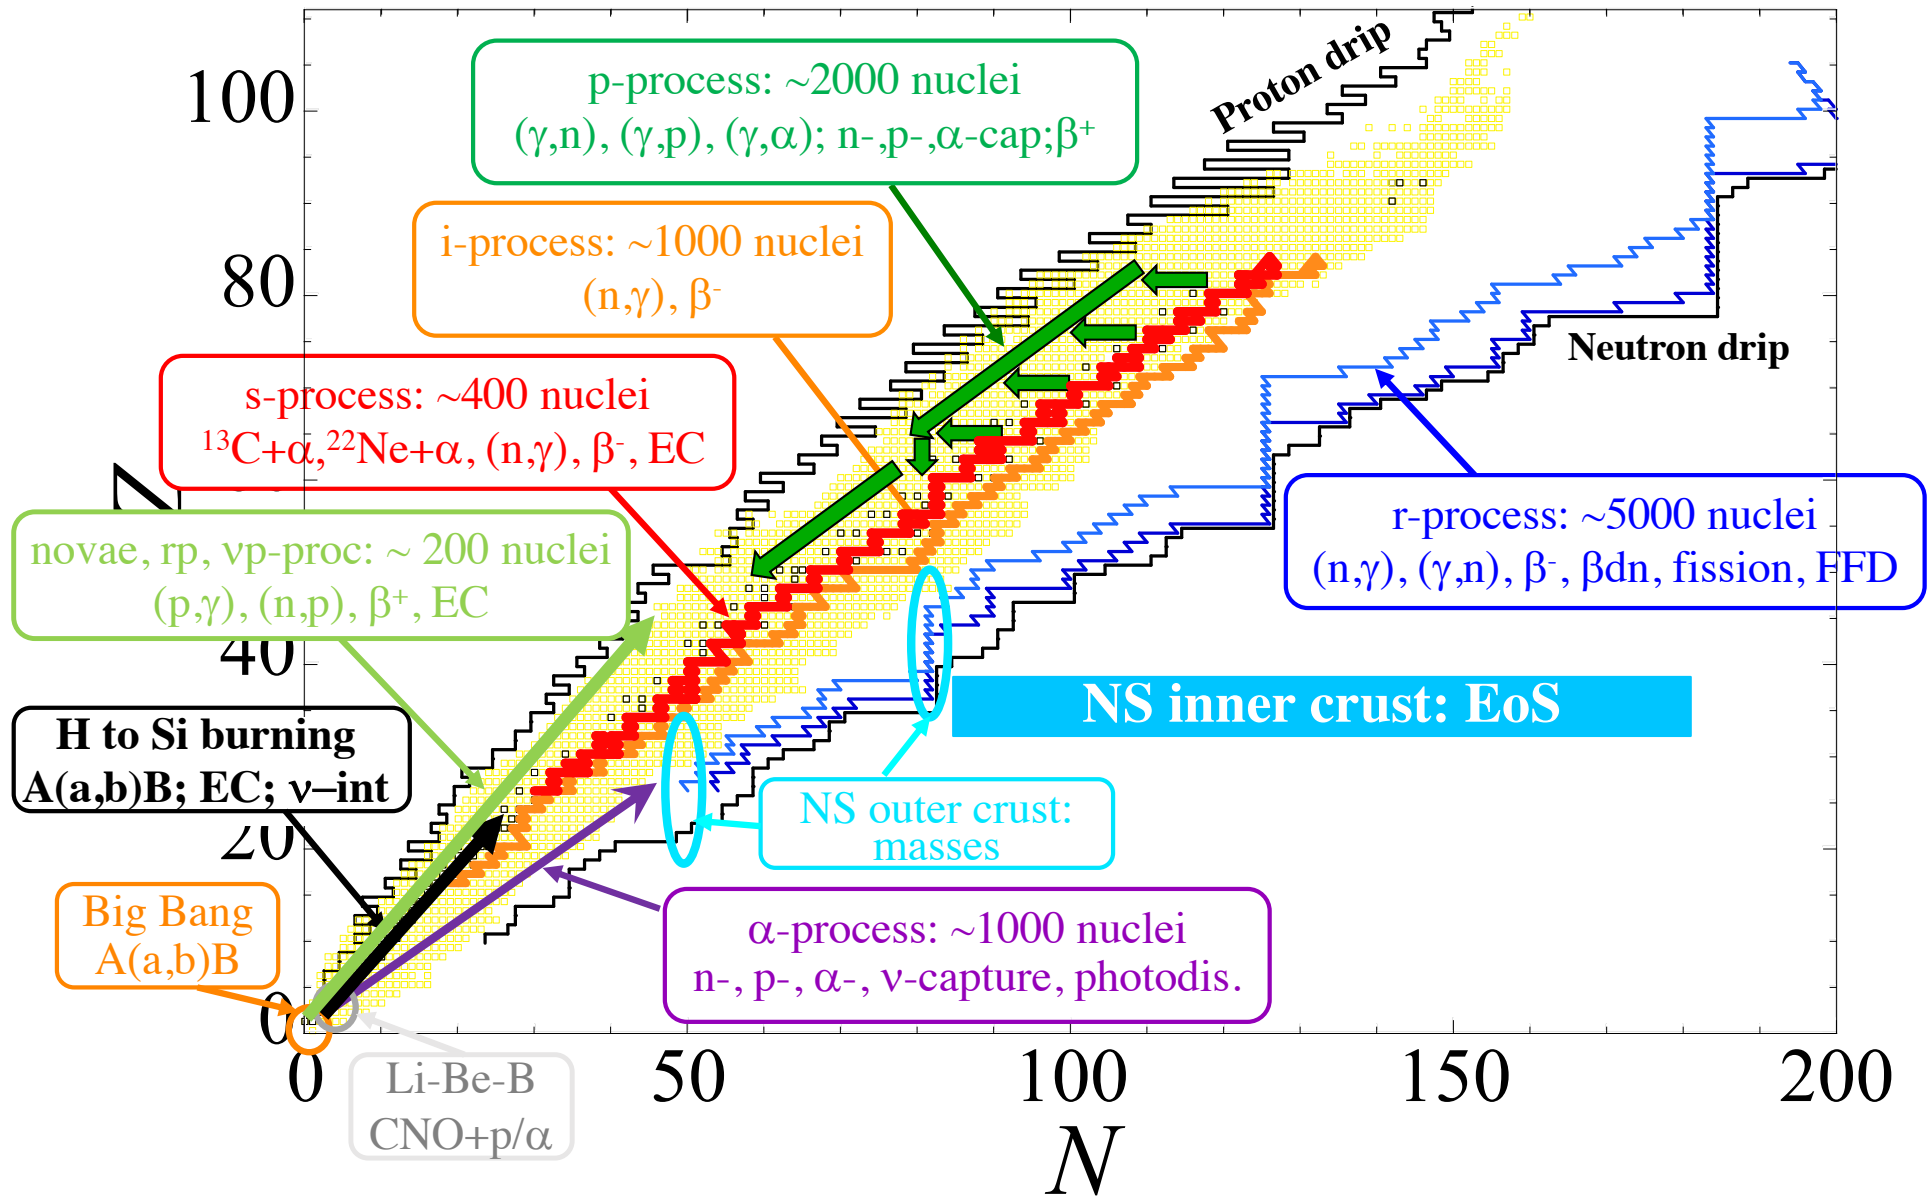 Proton drip
100
p-process: ~2000 nuclei
(γ,n), (γ,p), (γ,α); n-,p-,α-cap;β⁺
i-process: ~1000 nuclei
(n,γ), β⁻
80
Neutron drip
s-process: ~400 nuclei
¹³C+α,²²Ne+α, (n,γ), β⁻, EC
r-process: ~5000 nuclei
(n,γ), (γ,n), β⁻, βdn, fission, FFD
novae, rp, νp-proc: ~ 200 nuclei
(p,γ), (n,p), β⁺, EC
40
NS inner crust: EoS
H to Si burning
A(a,b)B; EC; ν–int
NS outer crust:
masses
20
Big Bang
A(a,b)B
α-process: ~1000 nuclei
n-, p-, α-, ν-capture, photodis.
0
0 50 100 150 200
Li-Be-B
CNO+p/α
N